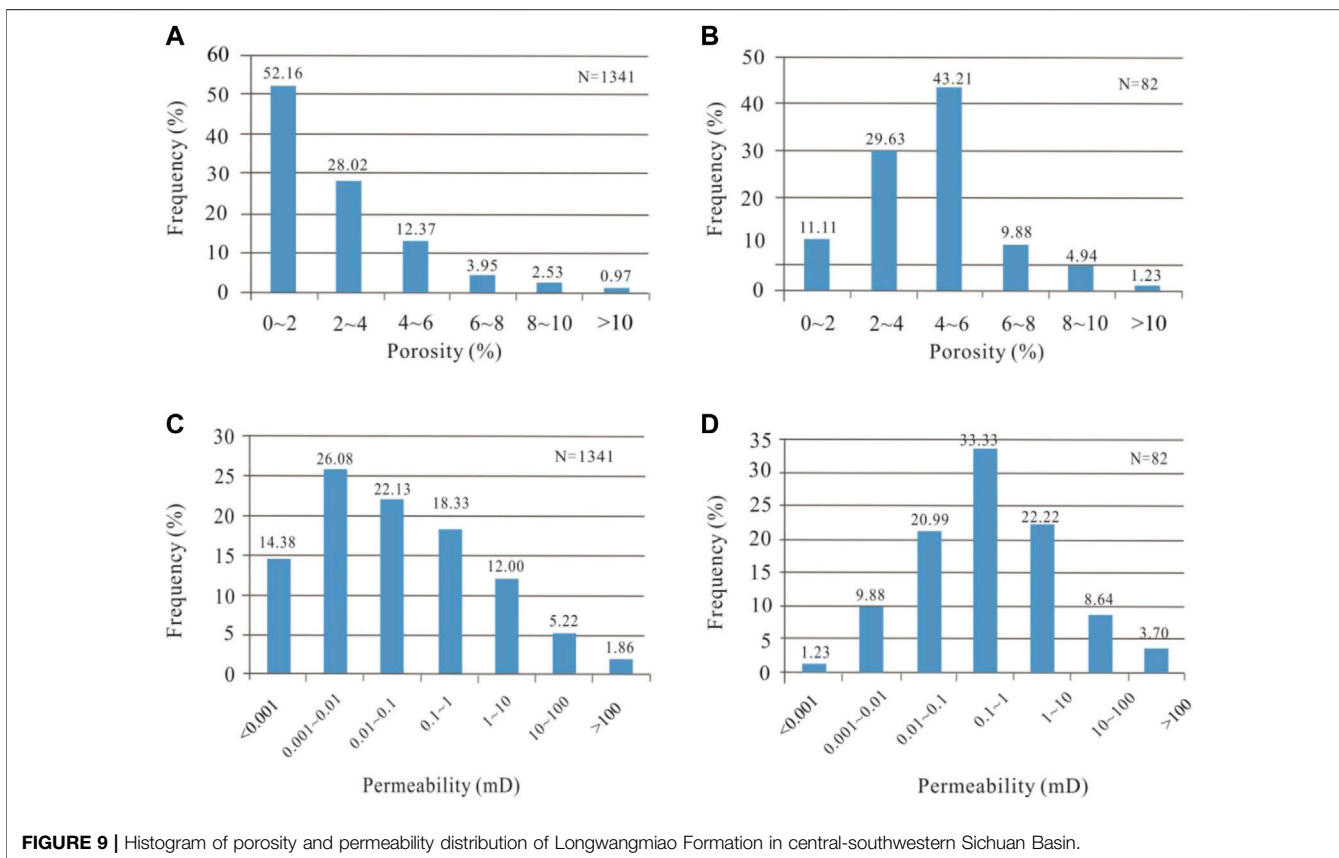 A
60
50
40
30
20
10
0
Frequency (%)
N=1341
52.16
28.02
12.37
3.95
2.53
0.97
0~2 2~4 4~6 6~8 8~10 >10
Porosity (%)
B
50
40
30
20
10
0
Frequency (%)
N=82
11.11
29.63
43.21
9.88
4.94
1.23
0~2 2~4 4~6 6~8 8~10 >10
Porosity (%)
C
30
25
20
15
10
5
0
Frequency (%)
N=1341
14.38
26.08
22.13
18.33
12.00
5.22
1.86
<0.001 0.001~0.01 0.01~0.1 0.1~1 1~10 10~100 >100
Permeability (mD)
D
35
30
25
20
15
10
5
0
Frequency (%)
N=82
1.23
9.88
20.99
33.33
22.22
8.64
3.70
<0.001 0.001~0.01 0.01~0.1 0.1~1 1~10 10~100 >100
Permeability (mD)
FIGURE 9 | Histogram of porosity and permeability distribution of Longwangmiao Formation in central-southwestern Sichuan Basin.